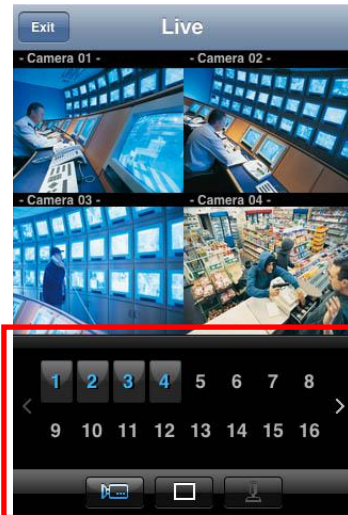 Exit Live
- Camera 01 - - Camera 02 -
- Camera 03 - - Camera 04 -
1 2 3 4 5 6 7 8
9 10 11 12 13 14 15 16